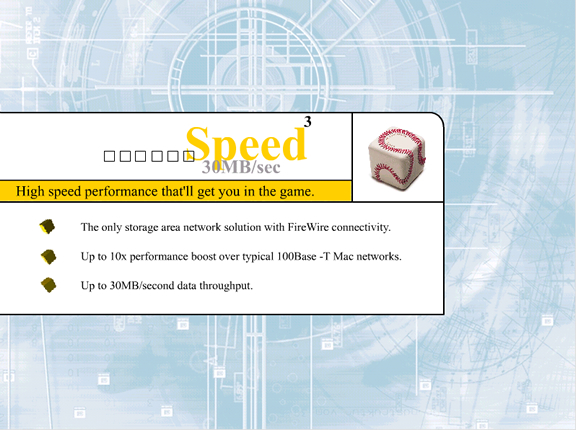 3
□□□□□□Speed
30MB/sec
High speed performance that'll get you in the game.
The only storage area network solution with FireWire connectivity.
Up to 10x performance boost over typical 100Base -T Mac networks.
Up to 30MB/second data throughput.